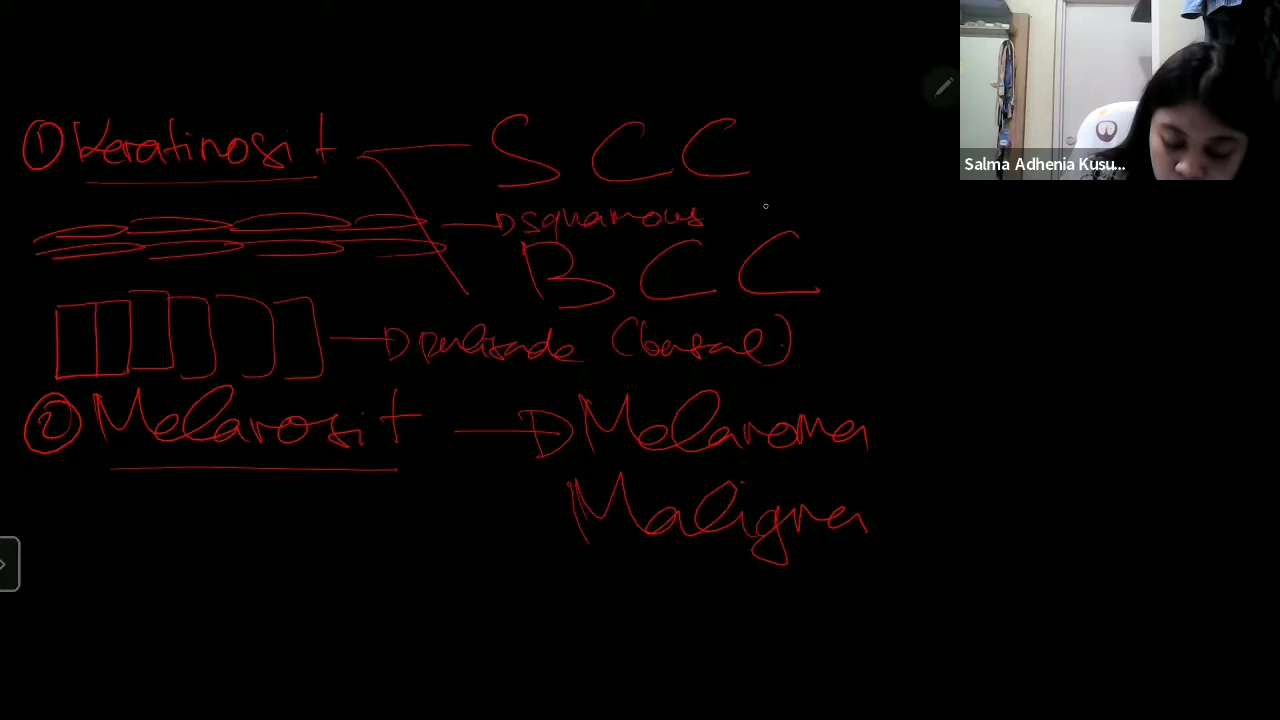 ① Keratinosit
SCC
squamous
BCC
palisade (basal)
② Melanosit → Melanoma
Maligna
Salma Adhenia Kusu...